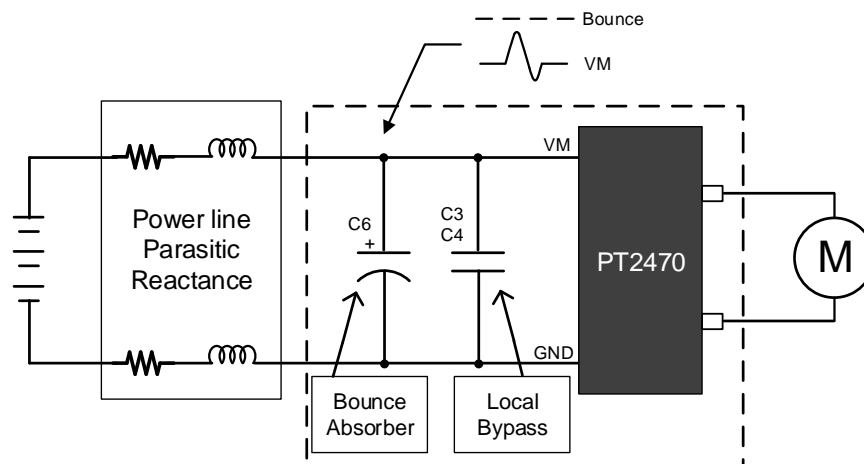 Bounce
VM
VM
Power line
Parasitic
Reactance
C6
+
C3
C4
PT2470
M
GND
Bounce
Absorber
Local
Bypass